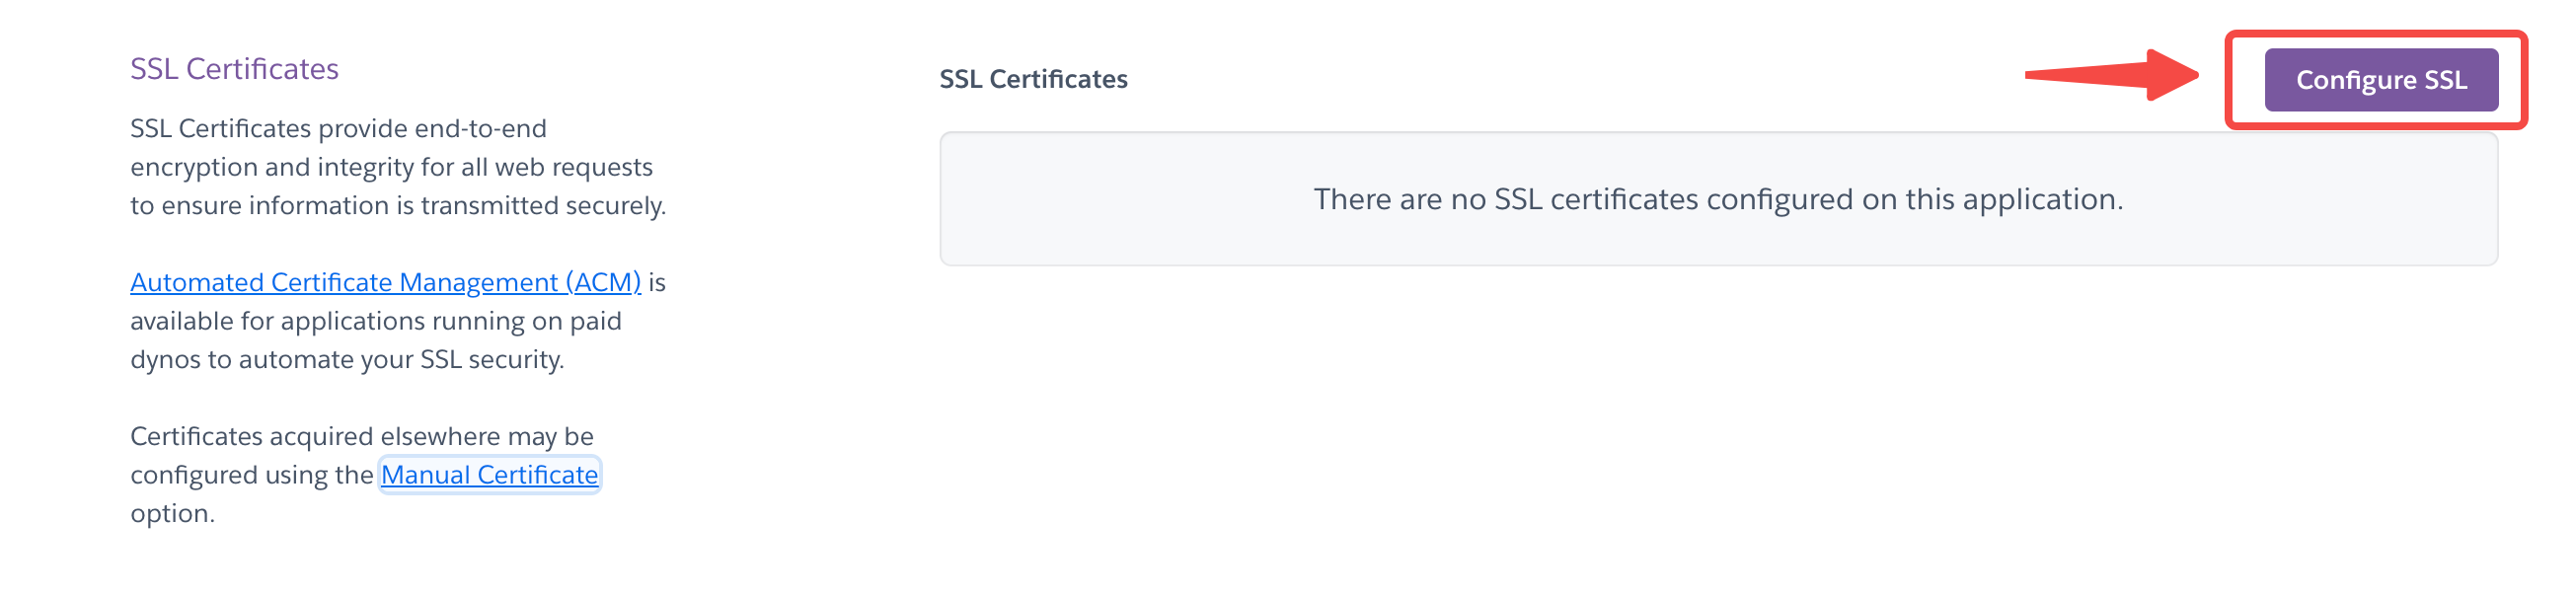 SSL Certificates
SSL Certificates provide end-to-end
encryption and integrity for all web requests
to ensure information is transmitted securely.
Automated Certificate Management (ACM) is
available for applications running on paid
dynos to automate your SSL security.
Certificates acquired elsewhere may be
configured using the Manual Certificate
option.
SSL Certificates
Configure SSL
There are no SSL certificates configured on this application.